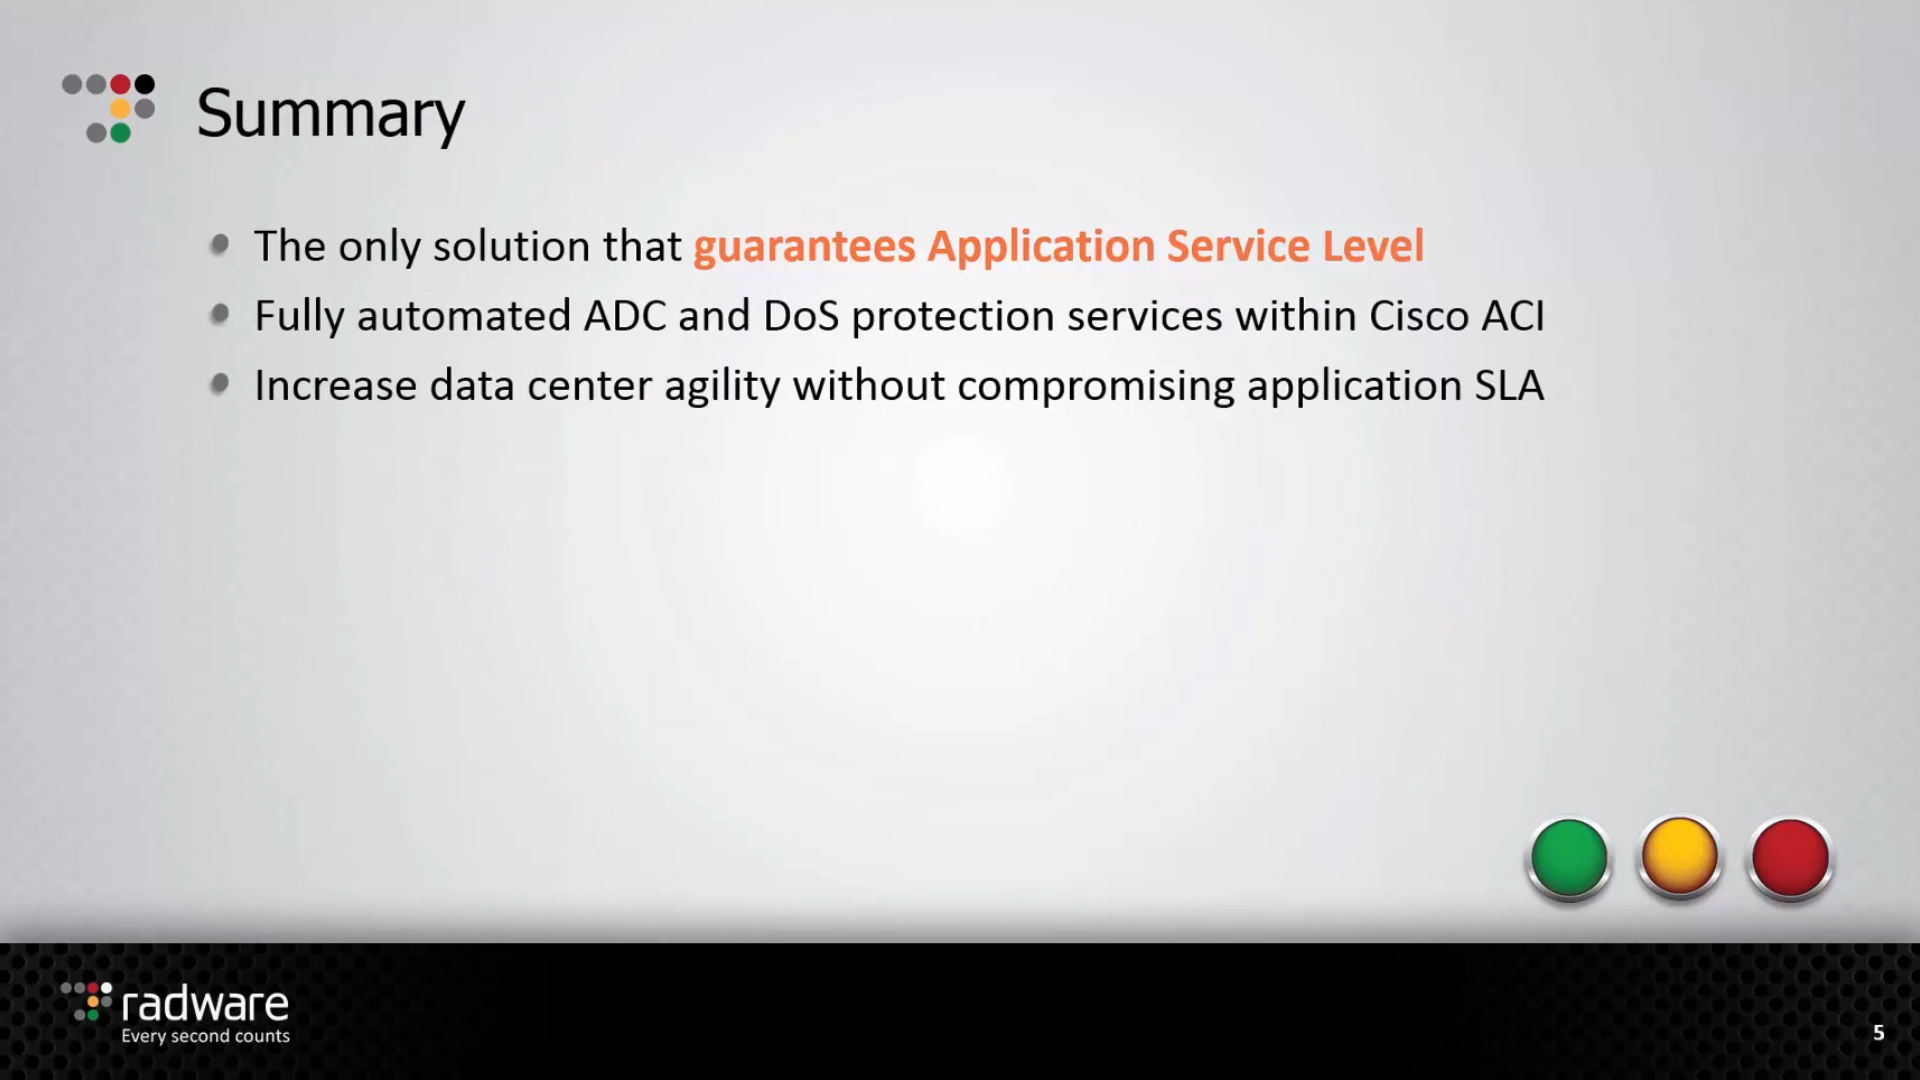 Summary
The only solution that guarantees Application Service Level
Fully automated ADC and DoS protection services within Cisco ACI
Increase data center agility without compromising application SLA
radware
Every second counts
5